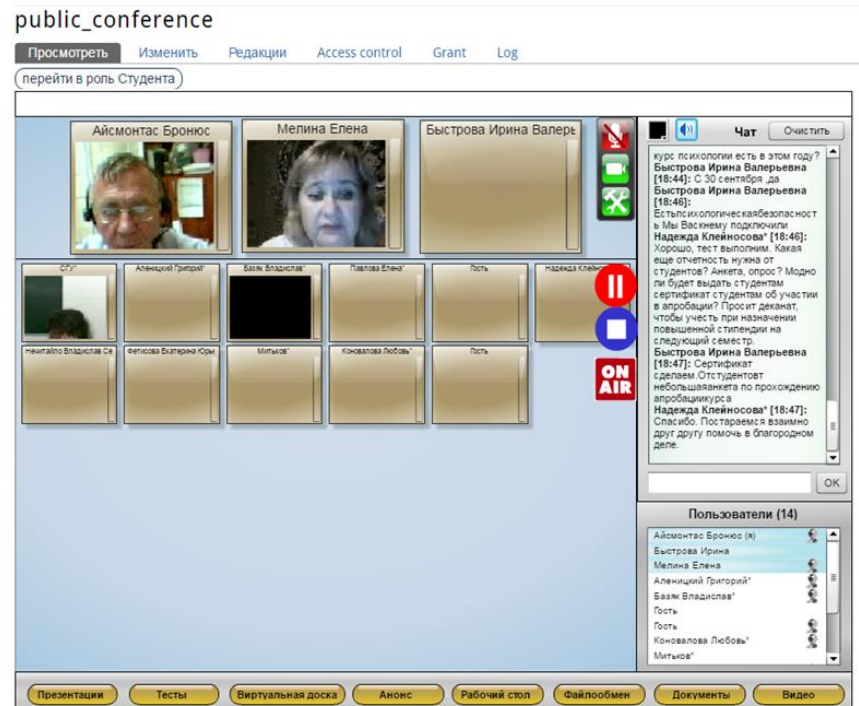 public_conference
Просмотреть Изменить Редакции Access control Grant Log
перейти в роль Студента
Айсмонтас Бронюс Мелина Елена Быстрова Ирина Валерь
СГУ* Аленицкий Григорий* Базяк Владислав* Павлова Елена* Гость Надежда Клейно
Нечитайло Владислав Се Фетисова Екатерина Юры Митьков* Коновалова Любовь* Гость
ON
AIR
Чат Очистить
курс психологии есть в этом году?
Быстрова Ирина Валерьевна
[18:44]: С 30 сентября ,да
Быстрова Ирина Валерьевна
[18:46]:
Естьпсихологическаябезопасност
ь Мы Васкнему подключили
Надежда Клейносова* [18:46]:
Хорошо, тест выполним. Какая
еще отчетность нужна от
студентов? Анкета, опрос? Модно
ли будет выдать студентам
сертификат студентам об участии
в апробации? Просит деканат,
чтобы учесть при назначении
повышенной стипендии на
следующий семестр.
Быстрова Ирина Валерьевна
[18:47]: Сертификат
сделаем.Отстудентовт
небольшаяанкета по прохождению
апробациикурса
Надежда Клейносова* [18:47]:
Спасибо. Постараемся взаимно
друг другу помочь в благородном
деле.
OK
Пользователи (14)
Айсмонтас Бронюс (я)
Быстрова Ирина
Мелина Елена
Аленицкий Григорий*
Базяк Владислав*
Гость
Гость
Коновалова Любовь*
Митьков*
Презентации Тесты Виртуальная доска Анонс Рабочий стол Файлообмен Документы Видео